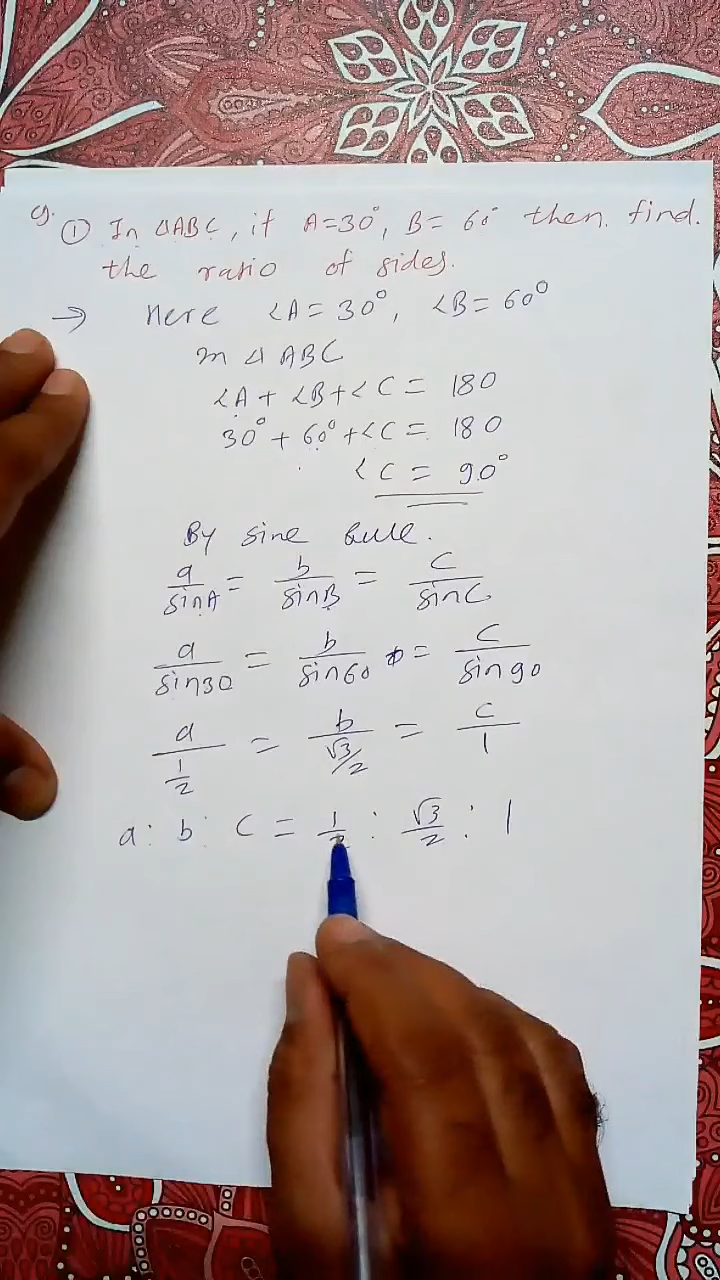 g. ① In △ABC, if A=30°, B= 60° then. find.
the ratio of sides.
→ Here ∠A= 30°, ∠B= 60°
m △ ABC
∠A+ ∠B+∠C= 180
30°+ 60°+∠C= 180
∠C = 90°
By sine Rule.
a/sinA = b/sinB = c/sinC
a/sin30 = b/sin60 = c/sin90
a/(1/2) = b/(√3/2) = c/1
a: b: c = 1/2 : √3/2 : 1